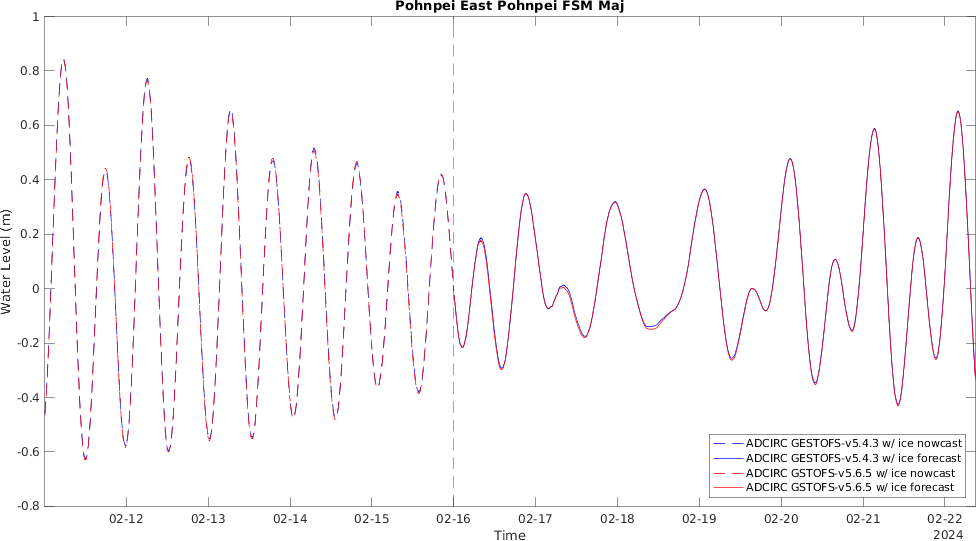 Pohnpei East Pohnpei FSM Maj
Water Level (m)
1
0.8
0.6
0.4
0.2
0
-0.2
-0.4
-0.6
-0.8
ADCIRC GESTOFS-v5.4.3 w/ ice nowcast
ADCIRC GESTOFS-v5.4.3 w/ ice forecast
ADCIRC GSTOFS-v5.6.5 w/ ice nowcast
ADCIRC GSTOFS-v5.6.5 w/ ice forecast
02-12 02-13 02-14 02-15 02-16 02-17 02-18 02-19 02-20 02-21 02-22
Time 2024